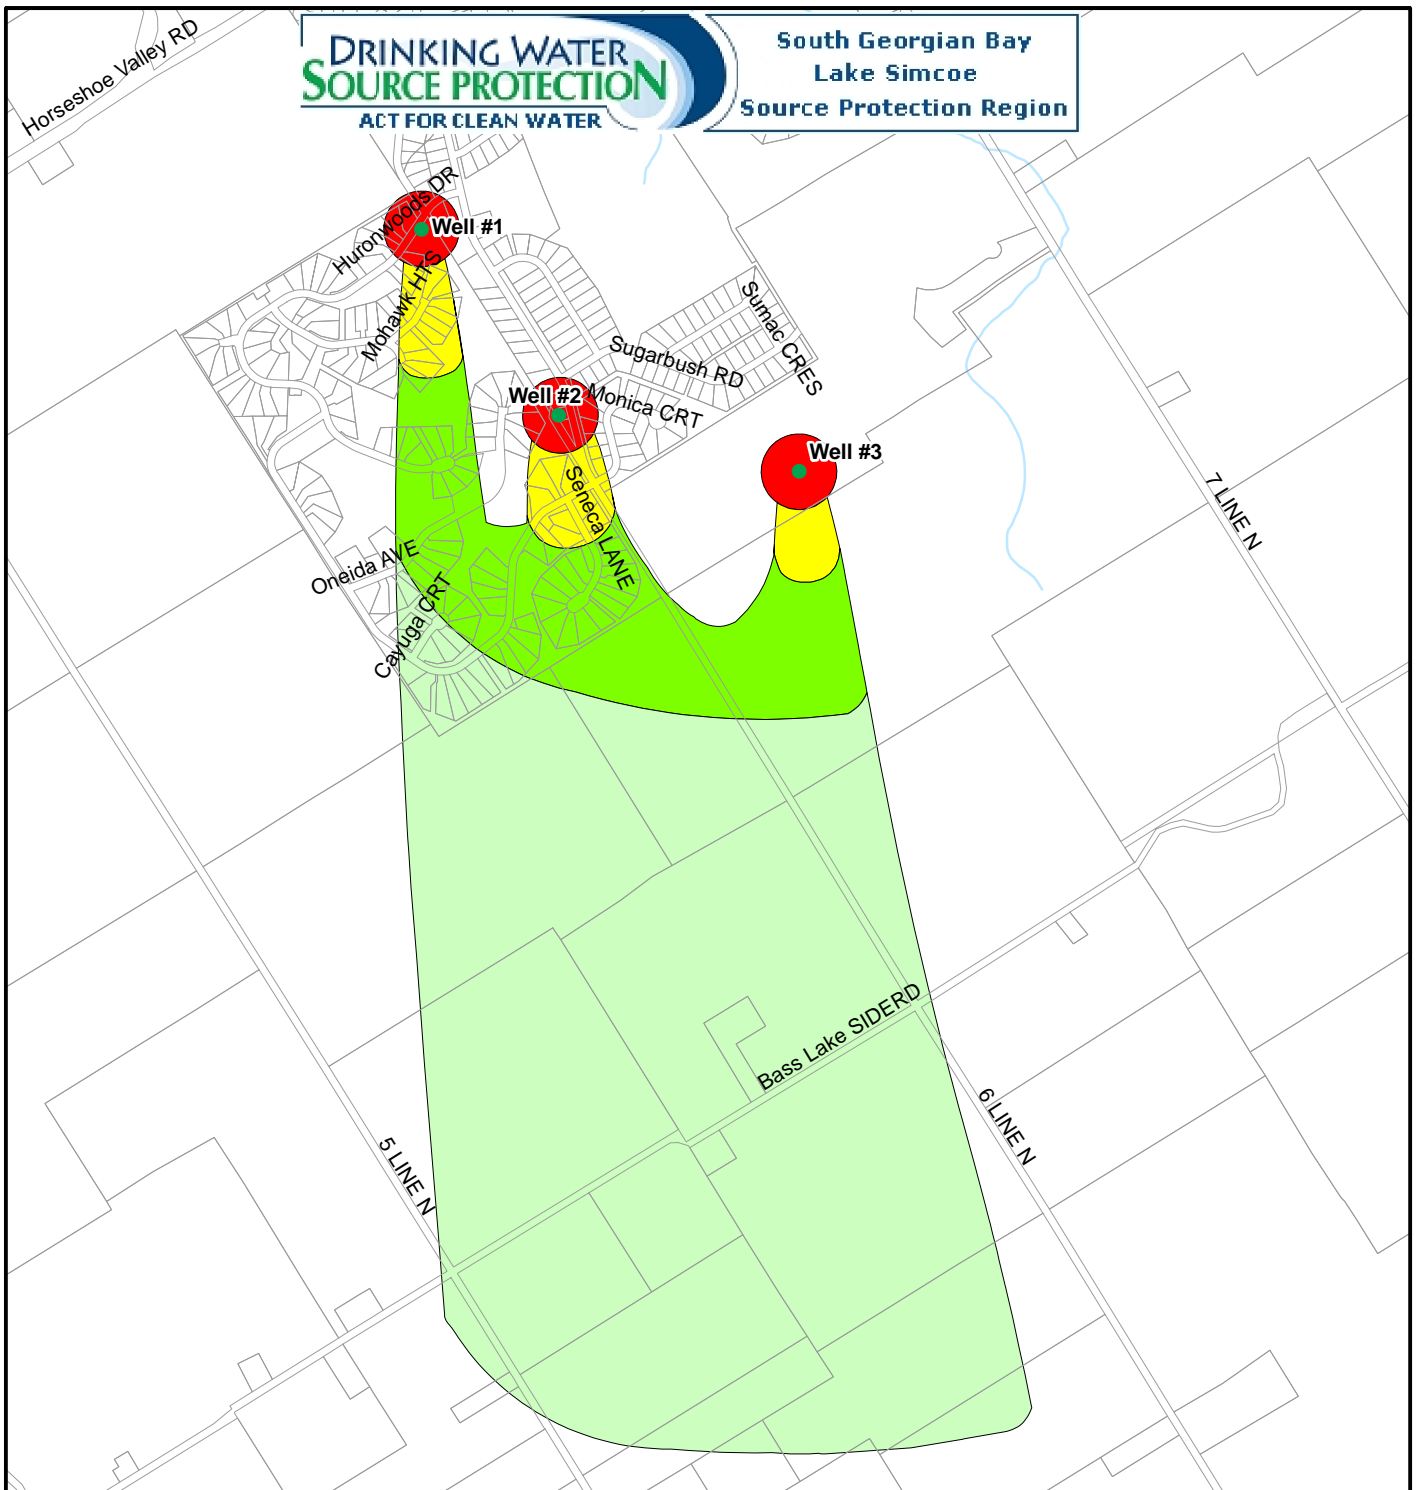 DRINKING WATER
SOURCE PROTECTION
ACT FOR CLEAN WATER
South Georgian Bay
Lake Simcoe
Source Protection Region
Horseshoe Valley RD
Huronwoods DR
Well #1
Mohawk HTS
Sumac CRES
Sugarbush RD
Well #2
Monica CRT
Well #3
Seneca LANE
7 LINE N
Oneida AVE
Cayuga CRT
Bass Lake SIDERD
6 LINE N
5 LINE N